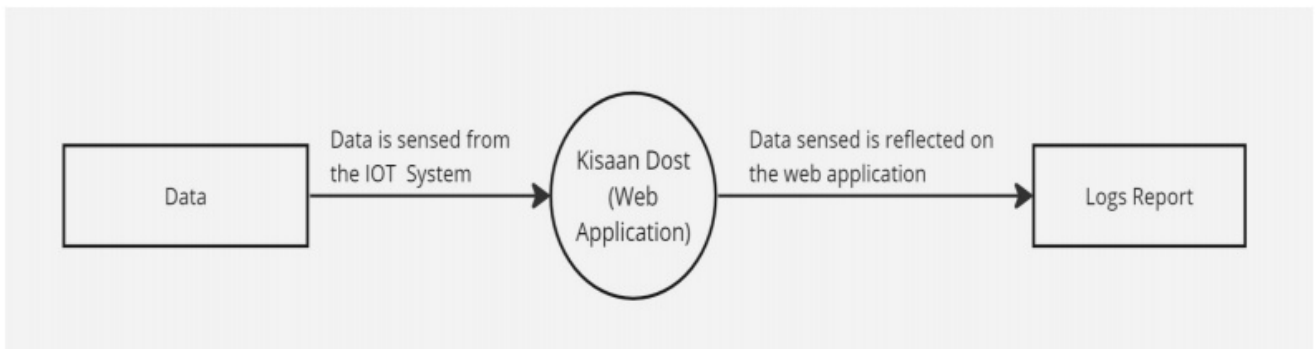 Data
Data is sensed from
the IOT System
Kisaan Dost
(Web
Application)
Data sensed is reflected on
the web application
Logs Report